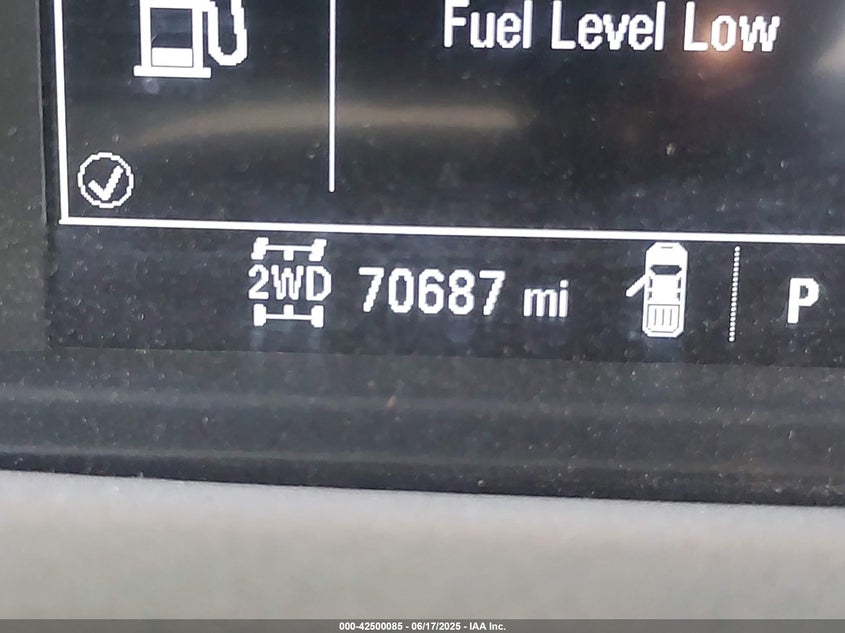 Fuel Level Low
2WD 70687 mi P
000-42500085 - 06/17/2025 - IAA Inc.